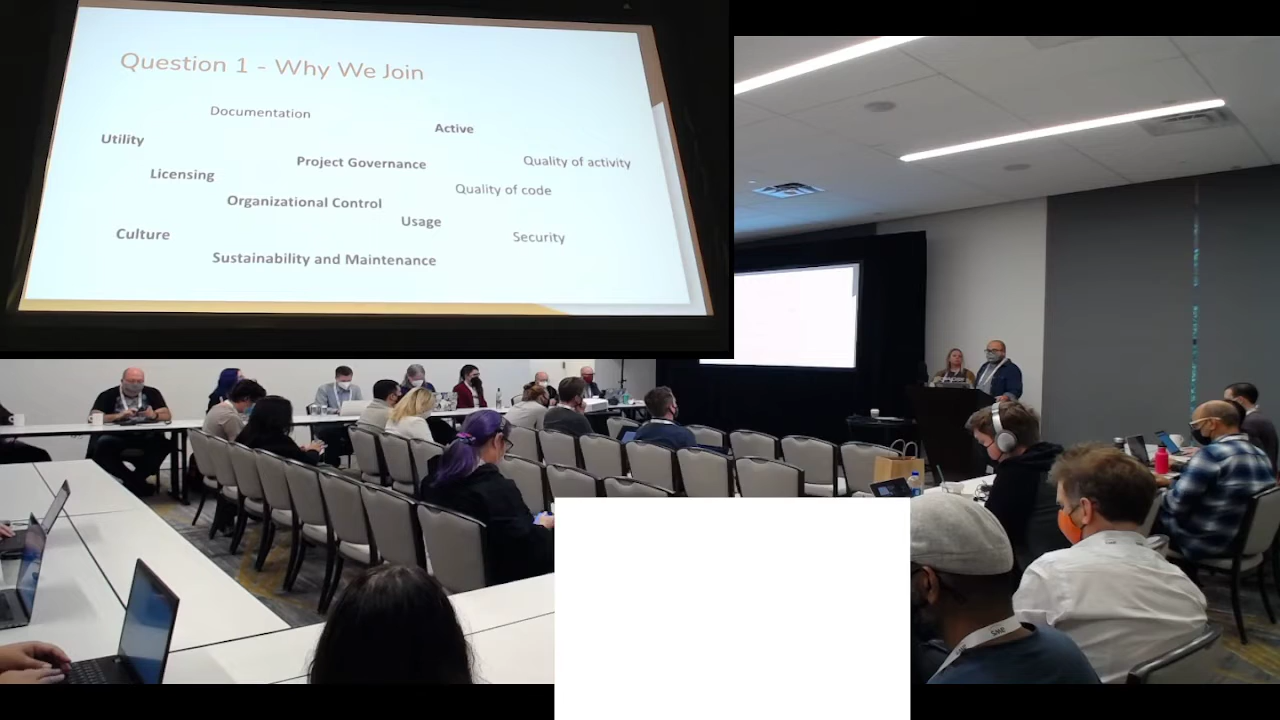 Question 1 - Why We Join
Documentation
Active
Utility
Project Governance
Quality of activity
Licensing
Quality of code
Organizational Control
Usage
Culture
Security
Sustainability and Maintenance